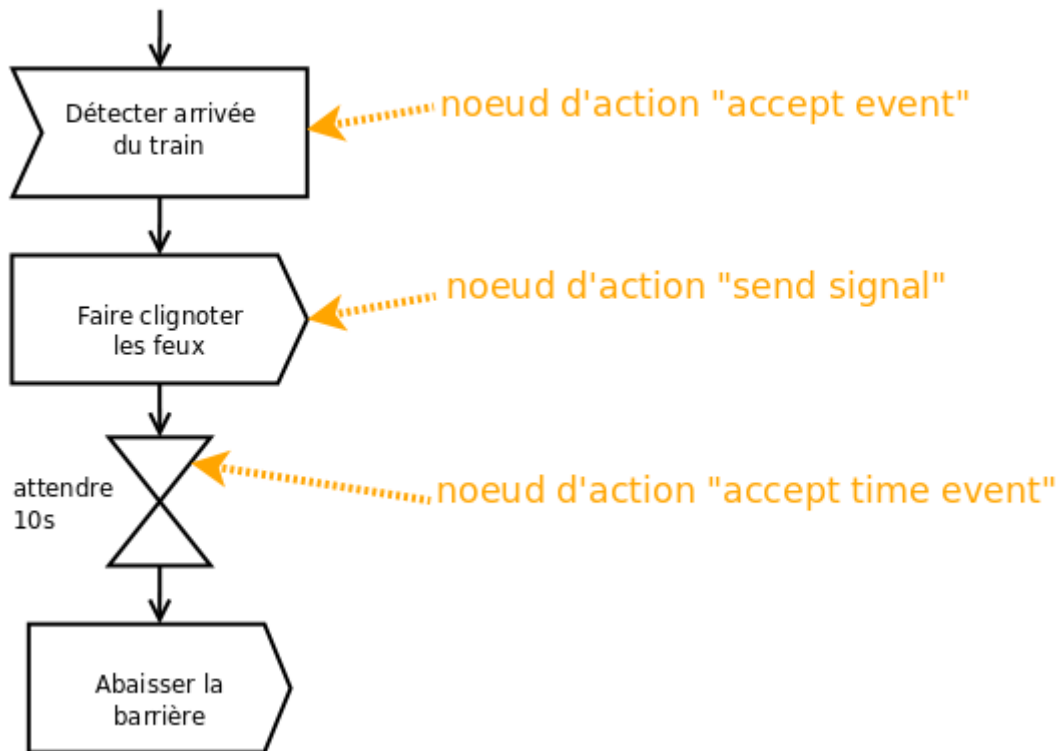 Détecter arrivée
du train
noeud d'action "accept event"
Faire clignoter
les feux
noeud d'action "send signal"
attendre
10s
noeud d'action "accept time event"
Abaisser la
barrière